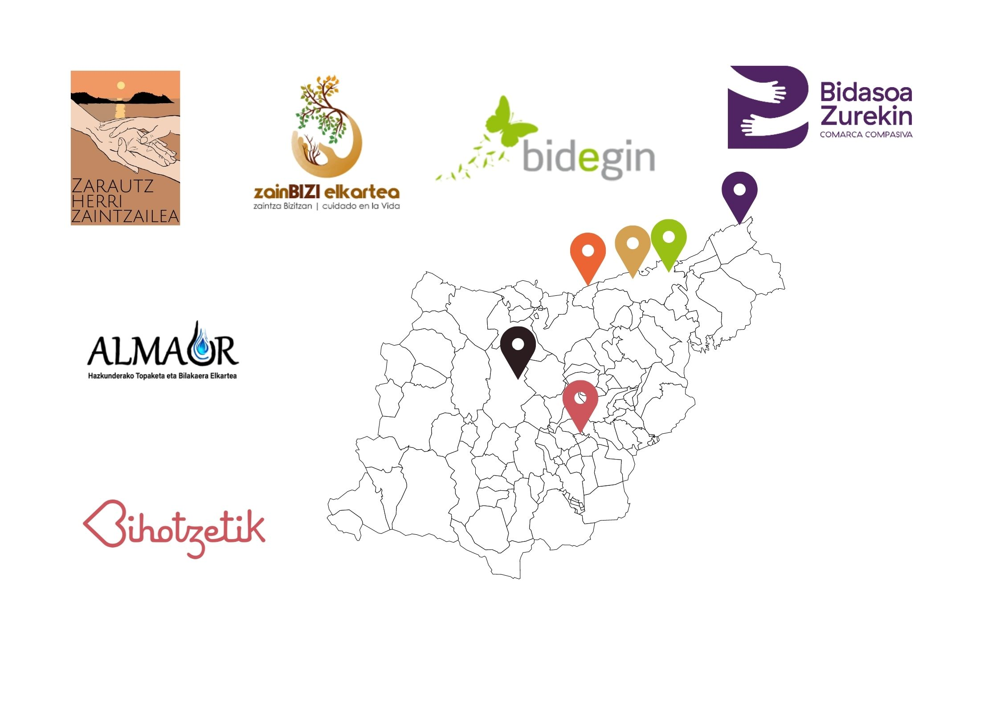 ZARAUTZ
HERRI
ZAINTZAILEA
zainBIZI elkartea
zaintza Bizitzan | cuidado en la Vida
bidegin
Bidasoa
Zurekin
COMARCA COMPASIVA
ALMAUR
Hazkunderako Topaketa eta Bilakaera Elkartea
Bihotzetik